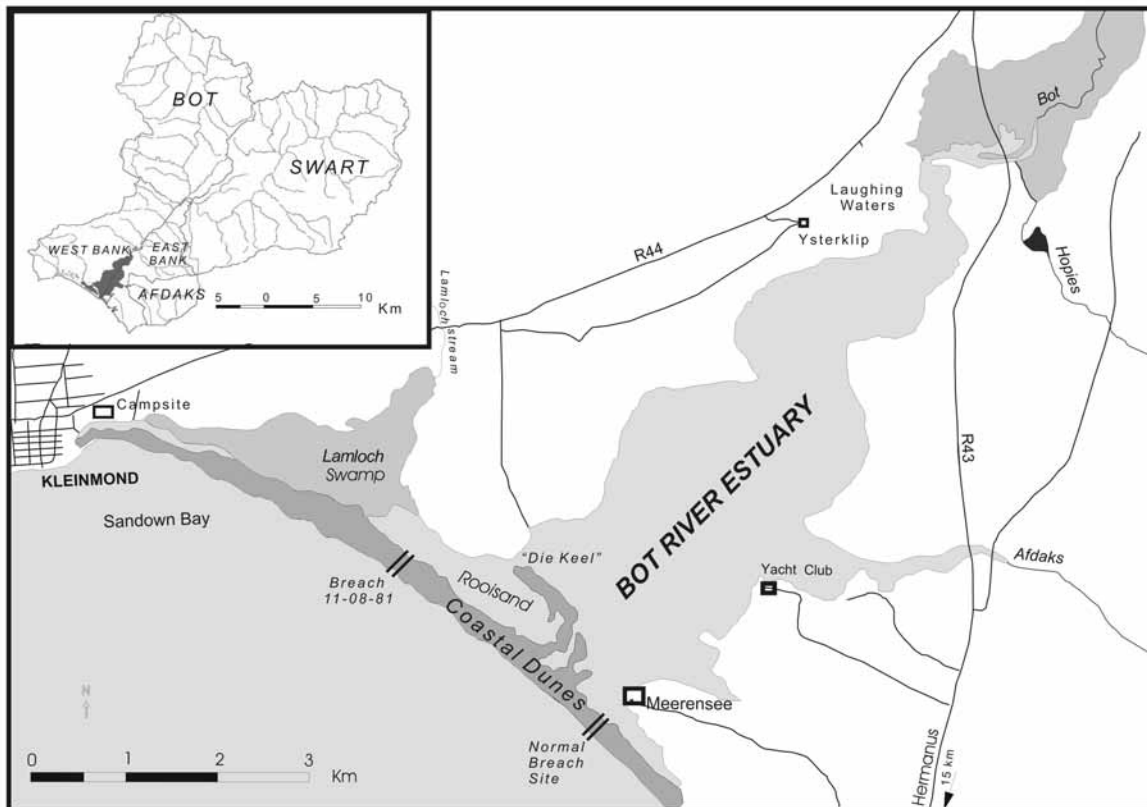 BOT
SWART
WEST BANK
EAST
BANK
AFDAKS
5 0 5 10
Km
Bot
Laughing
Waters
Ysterklip
R44
Hopies
Lamloch stream
Campsite
R43
Lamloch
Swamp
KLEINMOND
Sandown Bay
BOT RIVER ESTUARY
"Die Keel"
Afdaks
Yacht Club
Breach
11-08-81
Rooisand
Coastal Dunes
N
Meerensee
Normal
Breach
Site
0 1 2 3
Km
Hermanus
15 km